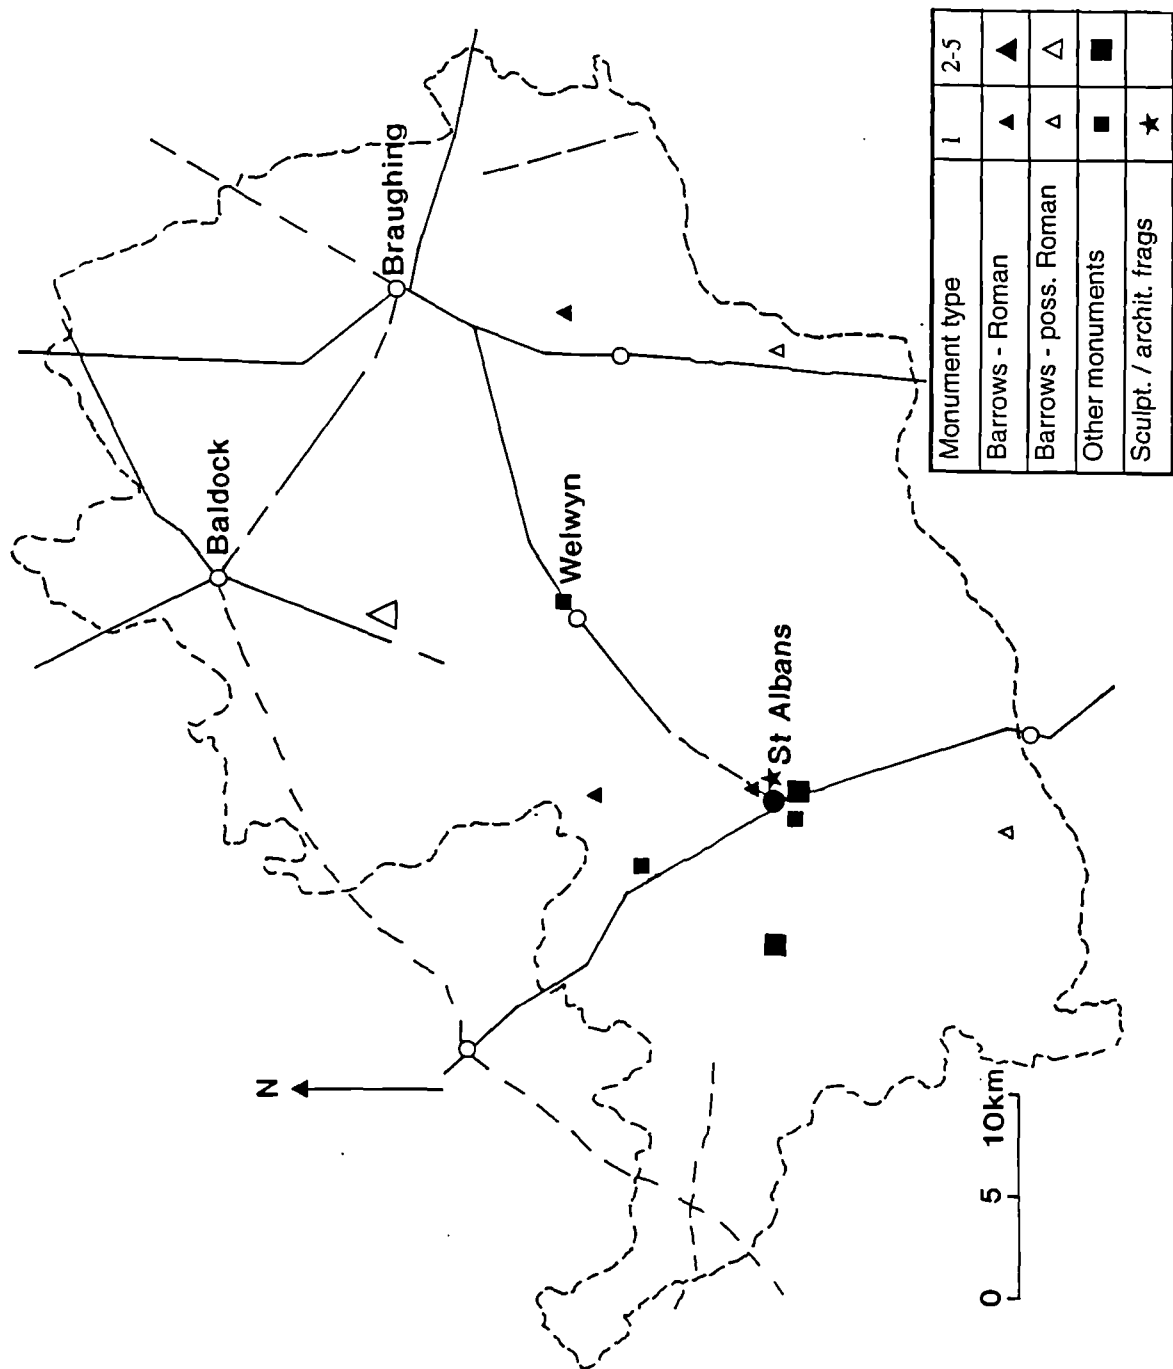 N
Baldock
Braughing
Welwyn
St Albans
0 5 10km
Monument type 1 2-5
Barrows - Roman
Barrows - poss. Roman
Other monuments
Sculpt. / archit. frags